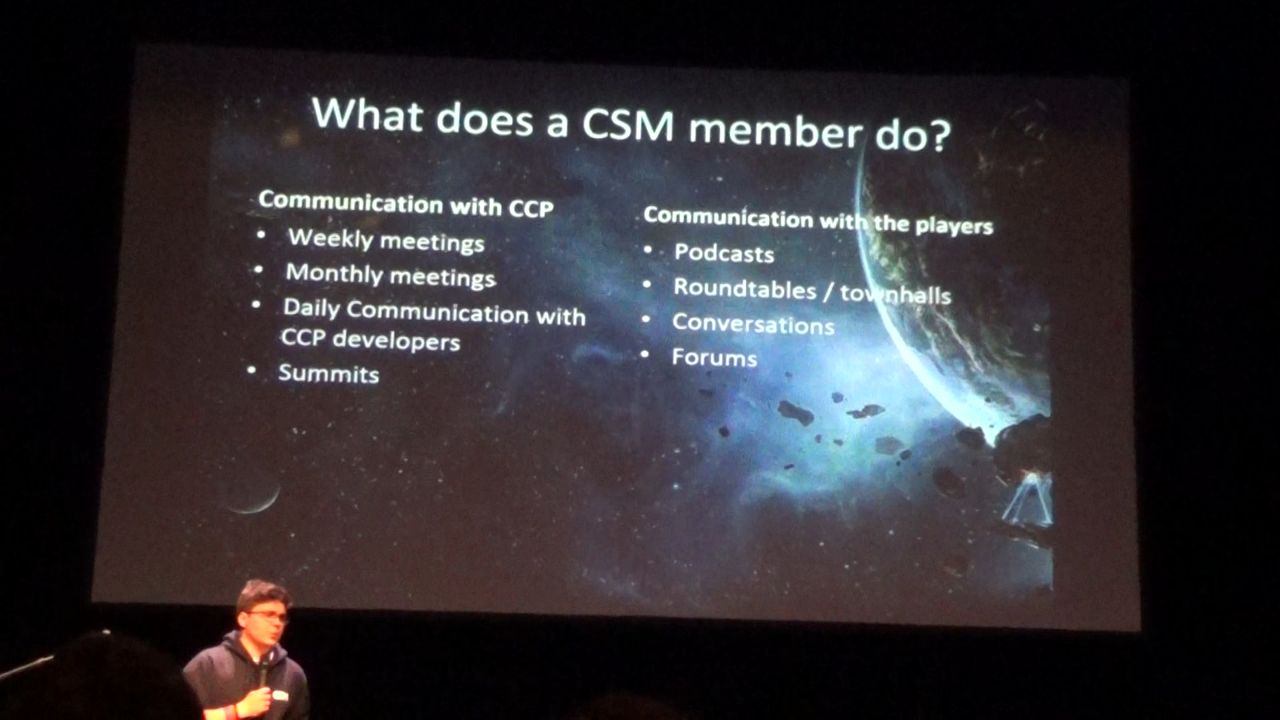 What does a CSM member do?
Communication with CCP
• Weekly meetings
• Monthly meetings
• Daily Communication with
CCP developers
• Summits
Communication with the players
• Podcasts
• Roundtables / townhalls
• Conversations
• Forums